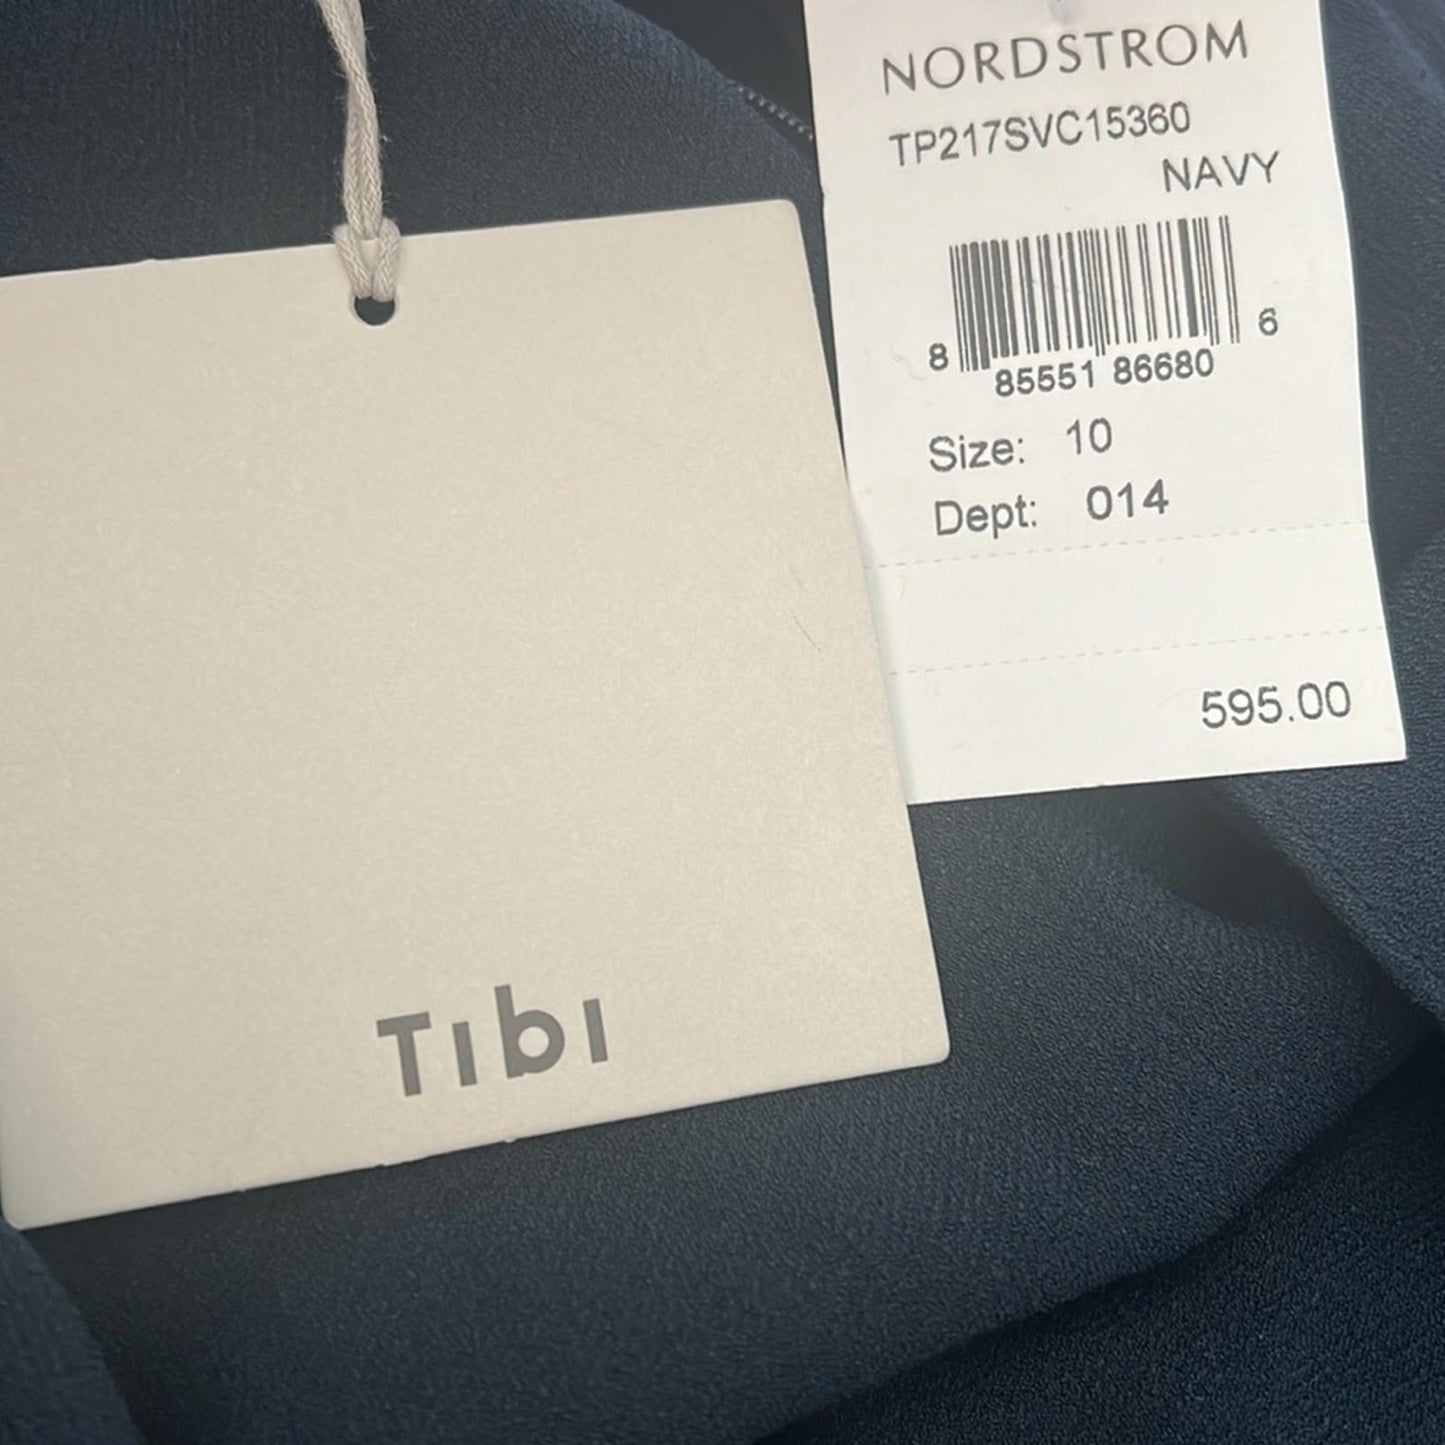 NORDSTROM
TP217SVC15360
NAVY
8 85551 86680 6
Size: 10
Dept: 014
595.00
Tibi